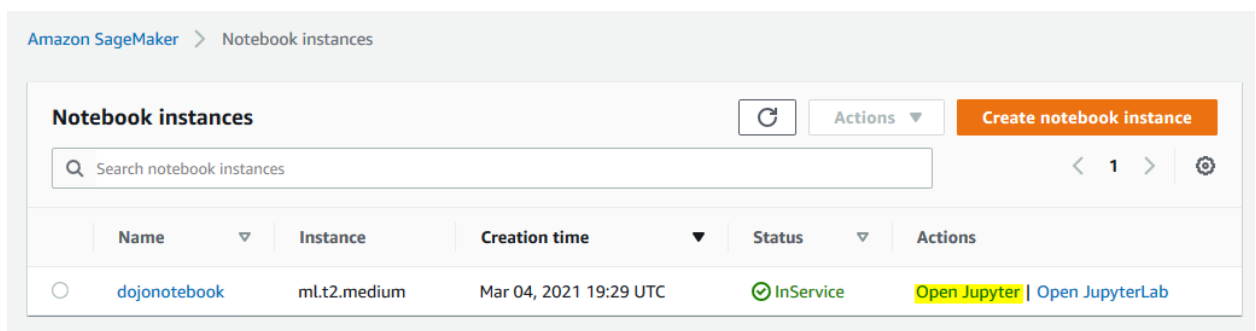 Amazon SageMaker > Notebook instances
Notebook instances
Actions
Create notebook instance
Search notebook instances
1
Name Instance Creation time Status Actions
dojonotebook ml.t2.medium Mar 04, 2021 19:29 UTC InService Open Jupyter | Open JupyterLab